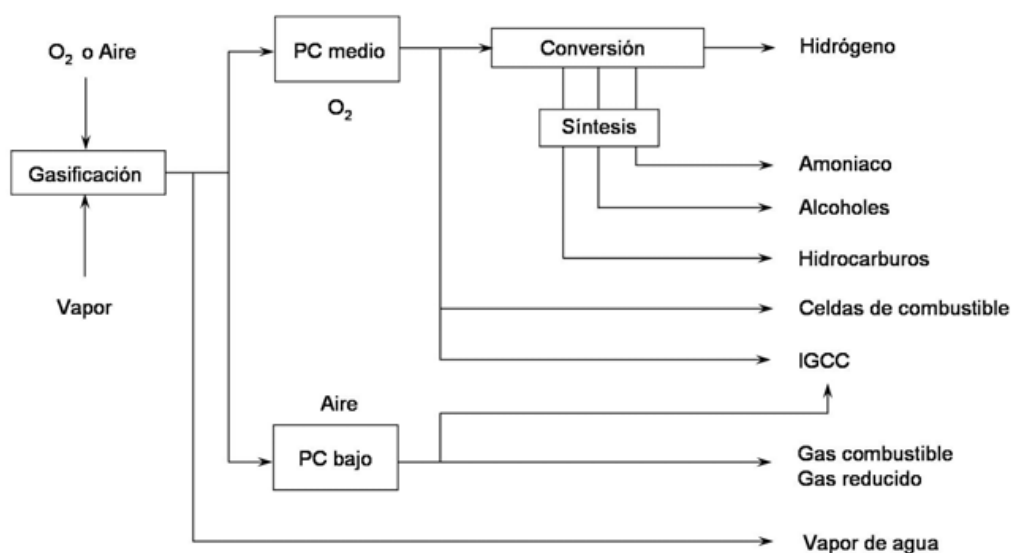 O₂ o Aire
PC medio
O₂
Conversión
Hidrógeno
Síntesis
Gasificación
Amoniaco
Alcoholes
Hidrocarburos
Vapor
Celdas de combustible
IGCC
Aire
PC bajo
Gas combustible
Gas reducido
Vapor de agua